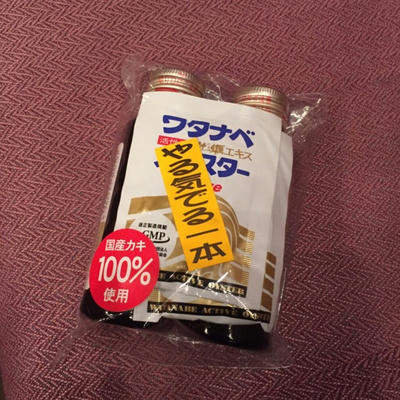 ワタナベ
エキス
スター
やる気でる一本
GMP
国産カキ
100%
使用
WATANABE ACTIVE OYSTER